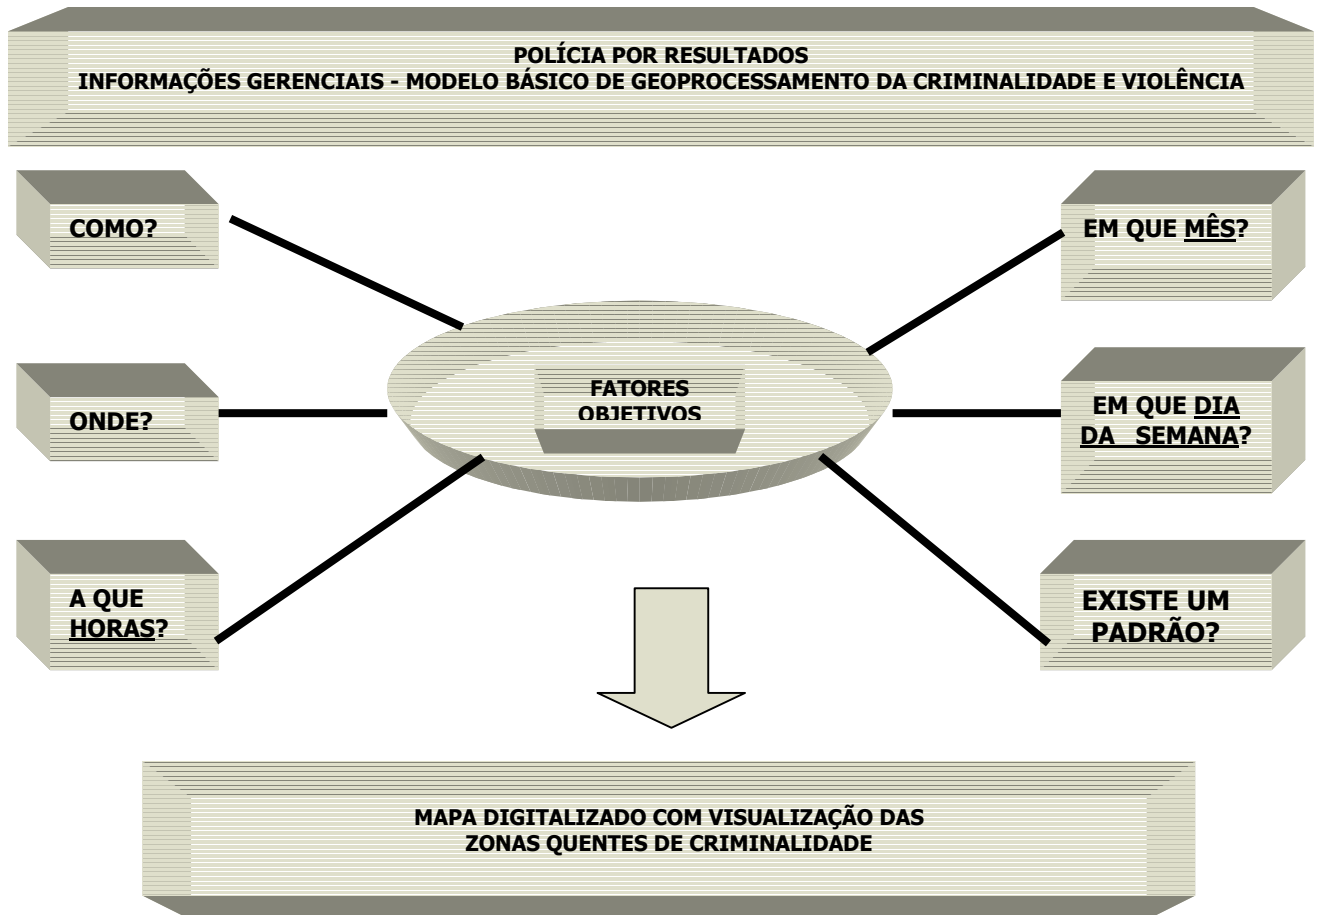 POLÍCIA POR RESULTADOS
INFORMAÇÕES GERENCIAIS - MODELO BÁSICO DE GEOPROCESSAMENTO DA CRIMINALIDADE E VIOLÊNCIA
COMO?
EM QUE MÊS?
FATORES
OBJETIVOS
ONDE?
EM QUE DIA
DA SEMANA?
A QUE
HORAS?
EXISTE UM
PADRÃO?
MAPA DIGITALIZADO COM VISUALIZAÇÃO DAS
ZONAS QUENTES DE CRIMINALIDADE